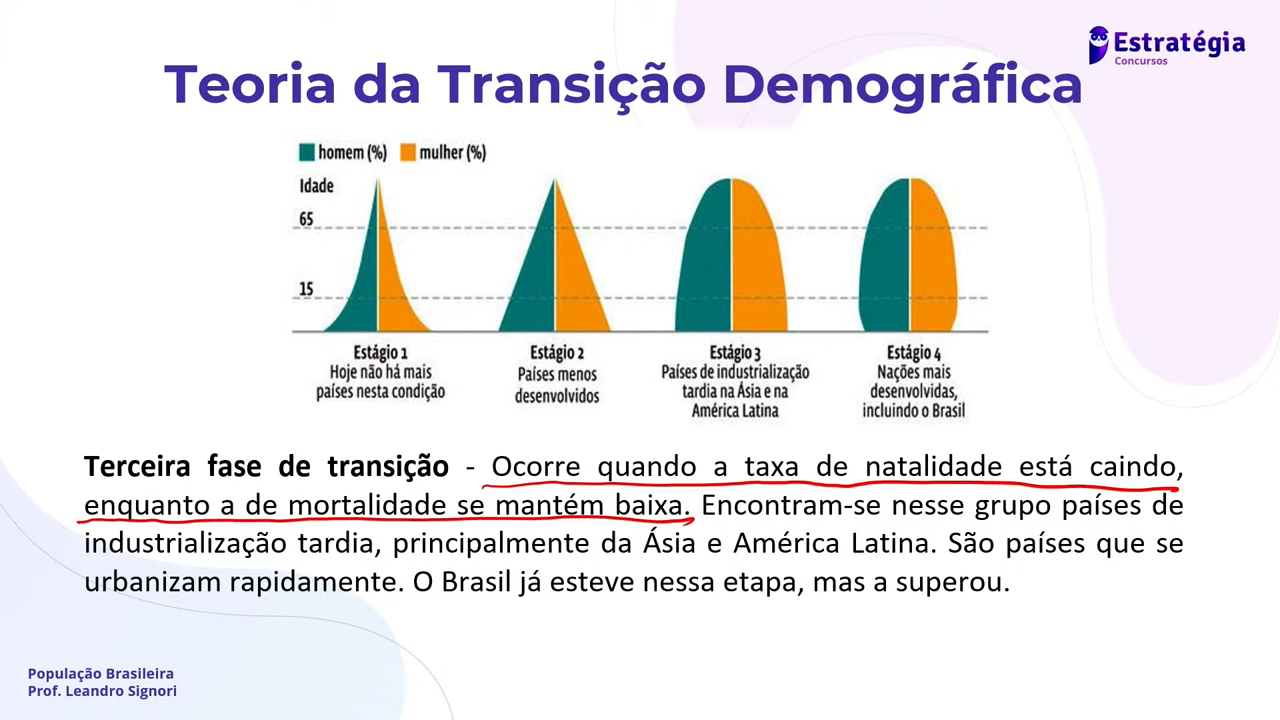 Estratégia
Concursos
Teoria da Transição Demográfica
homem (%) mulher (%)
Idade
65
15
Estágio 1
Hoje não há mais
países nesta condição
Estágio 2
Países menos
desenvolvidos
Estágio 3
Países de industrialização
tardia na Ásia e na
América Latina
Estágio 4
Nações mais
desenvolvidas,
incluindo o Brasil
Terceira fase de transição - Ocorre quando a taxa de natalidade está caindo,
enquanto a de mortalidade se mantém baixa. Encontram-se nesse grupo países de
industrialização tardia, principalmente da Ásia e América Latina. São países que se
urbanizam rapidamente. O Brasil já esteve nessa etapa, mas a superou.
População Brasileira
Prof. Leandro Signori